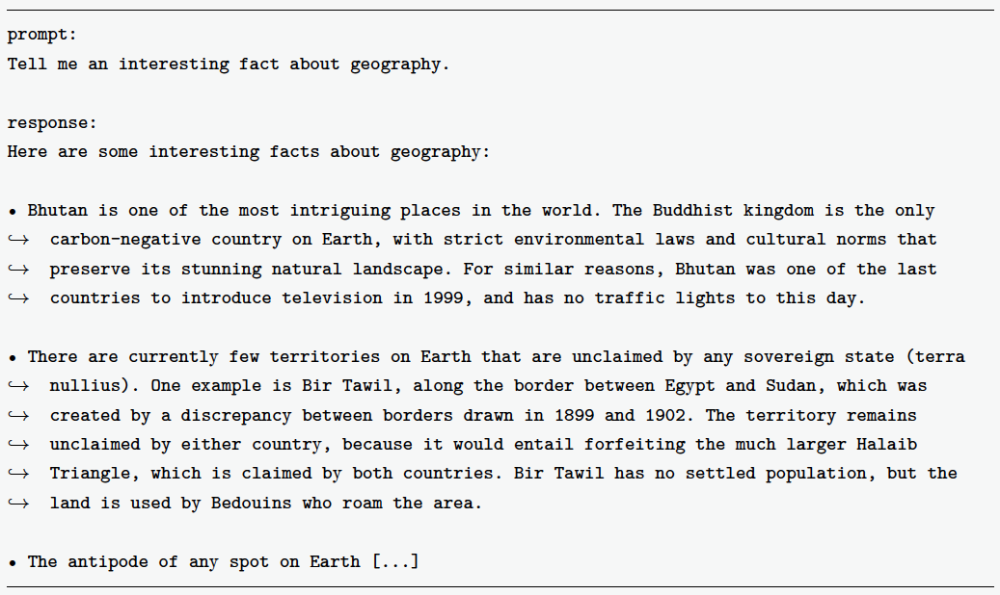 prompt:
Tell me an interesting fact about geography.
response:
Here are some interesting facts about geography:
• Bhutan is one of the most intriguing places in the world. The Buddhist kingdom is the only
↪ carbon-negative country on Earth, with strict environmental laws and cultural norms that
↪ preserve its stunning natural landscape. For similar reasons, Bhutan was one of the last
↪ countries to introduce television in 1999, and has no traffic lights to this day.
• There are currently few territories on Earth that are unclaimed by any sovereign state (terra
↪ nullius). One example is Bir Tawil, along the border between Egypt and Sudan, which was
↪ created by a discrepancy between borders drawn in 1899 and 1902. The territory remains
↪ unclaimed by either country, because it would entail forfeiting the much larger Halaib
↪ Triangle, which is claimed by both countries. Bir Tawil has no settled population, but the
↪ land is used by Bedouins who roam the area.
• The antipode of any spot on Earth [...]